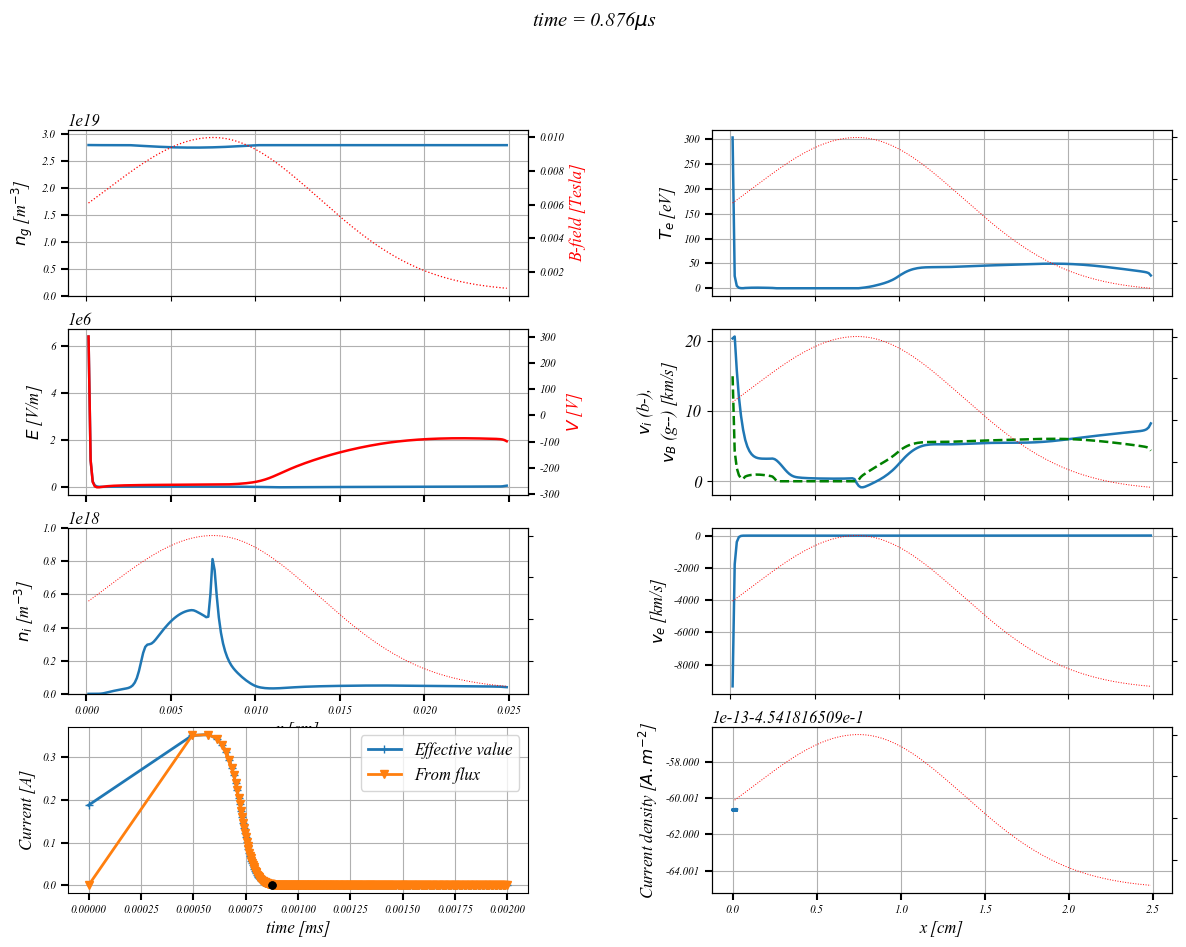 time = 0.876μs
1e19
3.0
2.5
2.0
1.5
1.0
0.5
0.0
n_g [m^{-3}]
0.010
0.008
0.006
0.004
0.002
B-field [Tesla]
300
250
200
150
100
50
0
T_e [eV]
1e6
6
4
2
0
E [V/m]
300
200
100
0
-100
-200
-300
V [V]
20
10
0
v_i (b-),
v_B (g--) [km/s]
1e18
1.0
0.8
0.6
0.4
0.2
0.0
n_i [m^{-3}]
0.000 0.005 0.010 0.015 0.020 0.025
0
-2000
-4000
-6000
-8000
v_e [km/s]
0.3
0.2
0.1
0.0
Current [A]
Effective value
From flux
0.00000 0.00025 0.00050 0.00075 0.00100 0.00125 0.00150 0.00175 0.00200
time [ms]
1e-13-4.541816509e-1
-58.000
-60.001
-62.000
-64.001
Current density [A.m^{-2}]
0.0 0.5 1.0 1.5 2.0 2.5
x [cm]